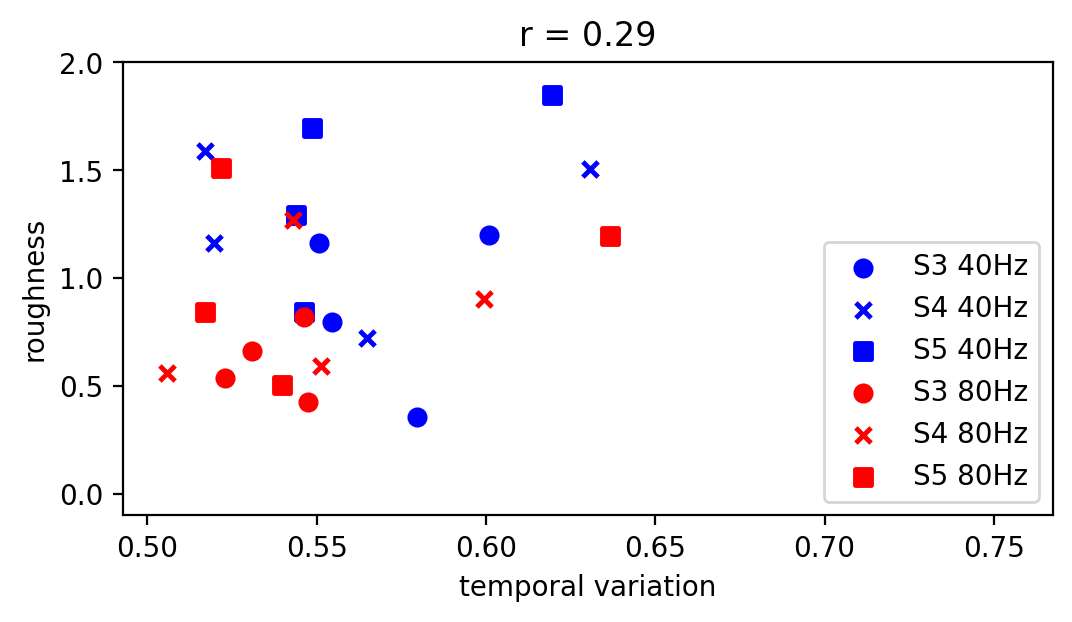 r = 0.29
2.0
1.5
1.0
0.5
0.0
roughness
S3 40Hz
S4 40Hz
S5 40Hz
S3 80Hz
S4 80Hz
S5 80Hz
0.50 0.55 0.60 0.65 0.70 0.75
temporal variation